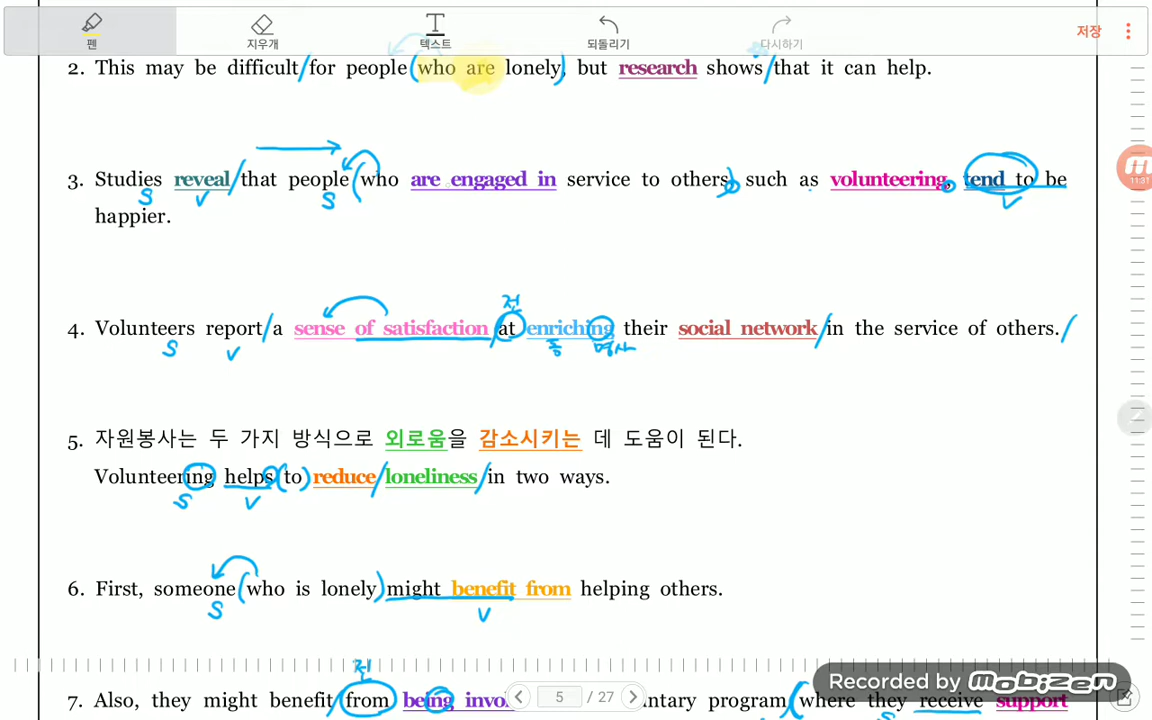 펜 지우개 텍스트 되돌리기 다시하기 저장
2. This may be difficult/for people (who are lonely), but research shows/that it can help.
3. Studies reveal/that people (who are engaged in service to others), such as volunteering, tend to be
S V S V
11:31
happier.
전
4. Volunteers report/a sense of satisfaction/at enriching their social network/in the service of others./
S V 동 명사
5. 자원봉사는 두 가지 방식으로 외로움을 감소시키는 데 도움이 된다.
Volunteering helps (to) reduce/loneliness/in two ways.
S V
6. First, someone (who is lonely) might benefit from helping others.
S V
전
5 / 27
Recorded by mobizen
7. Also, they might benefit/from being invo ntary program, (where they receive support
S